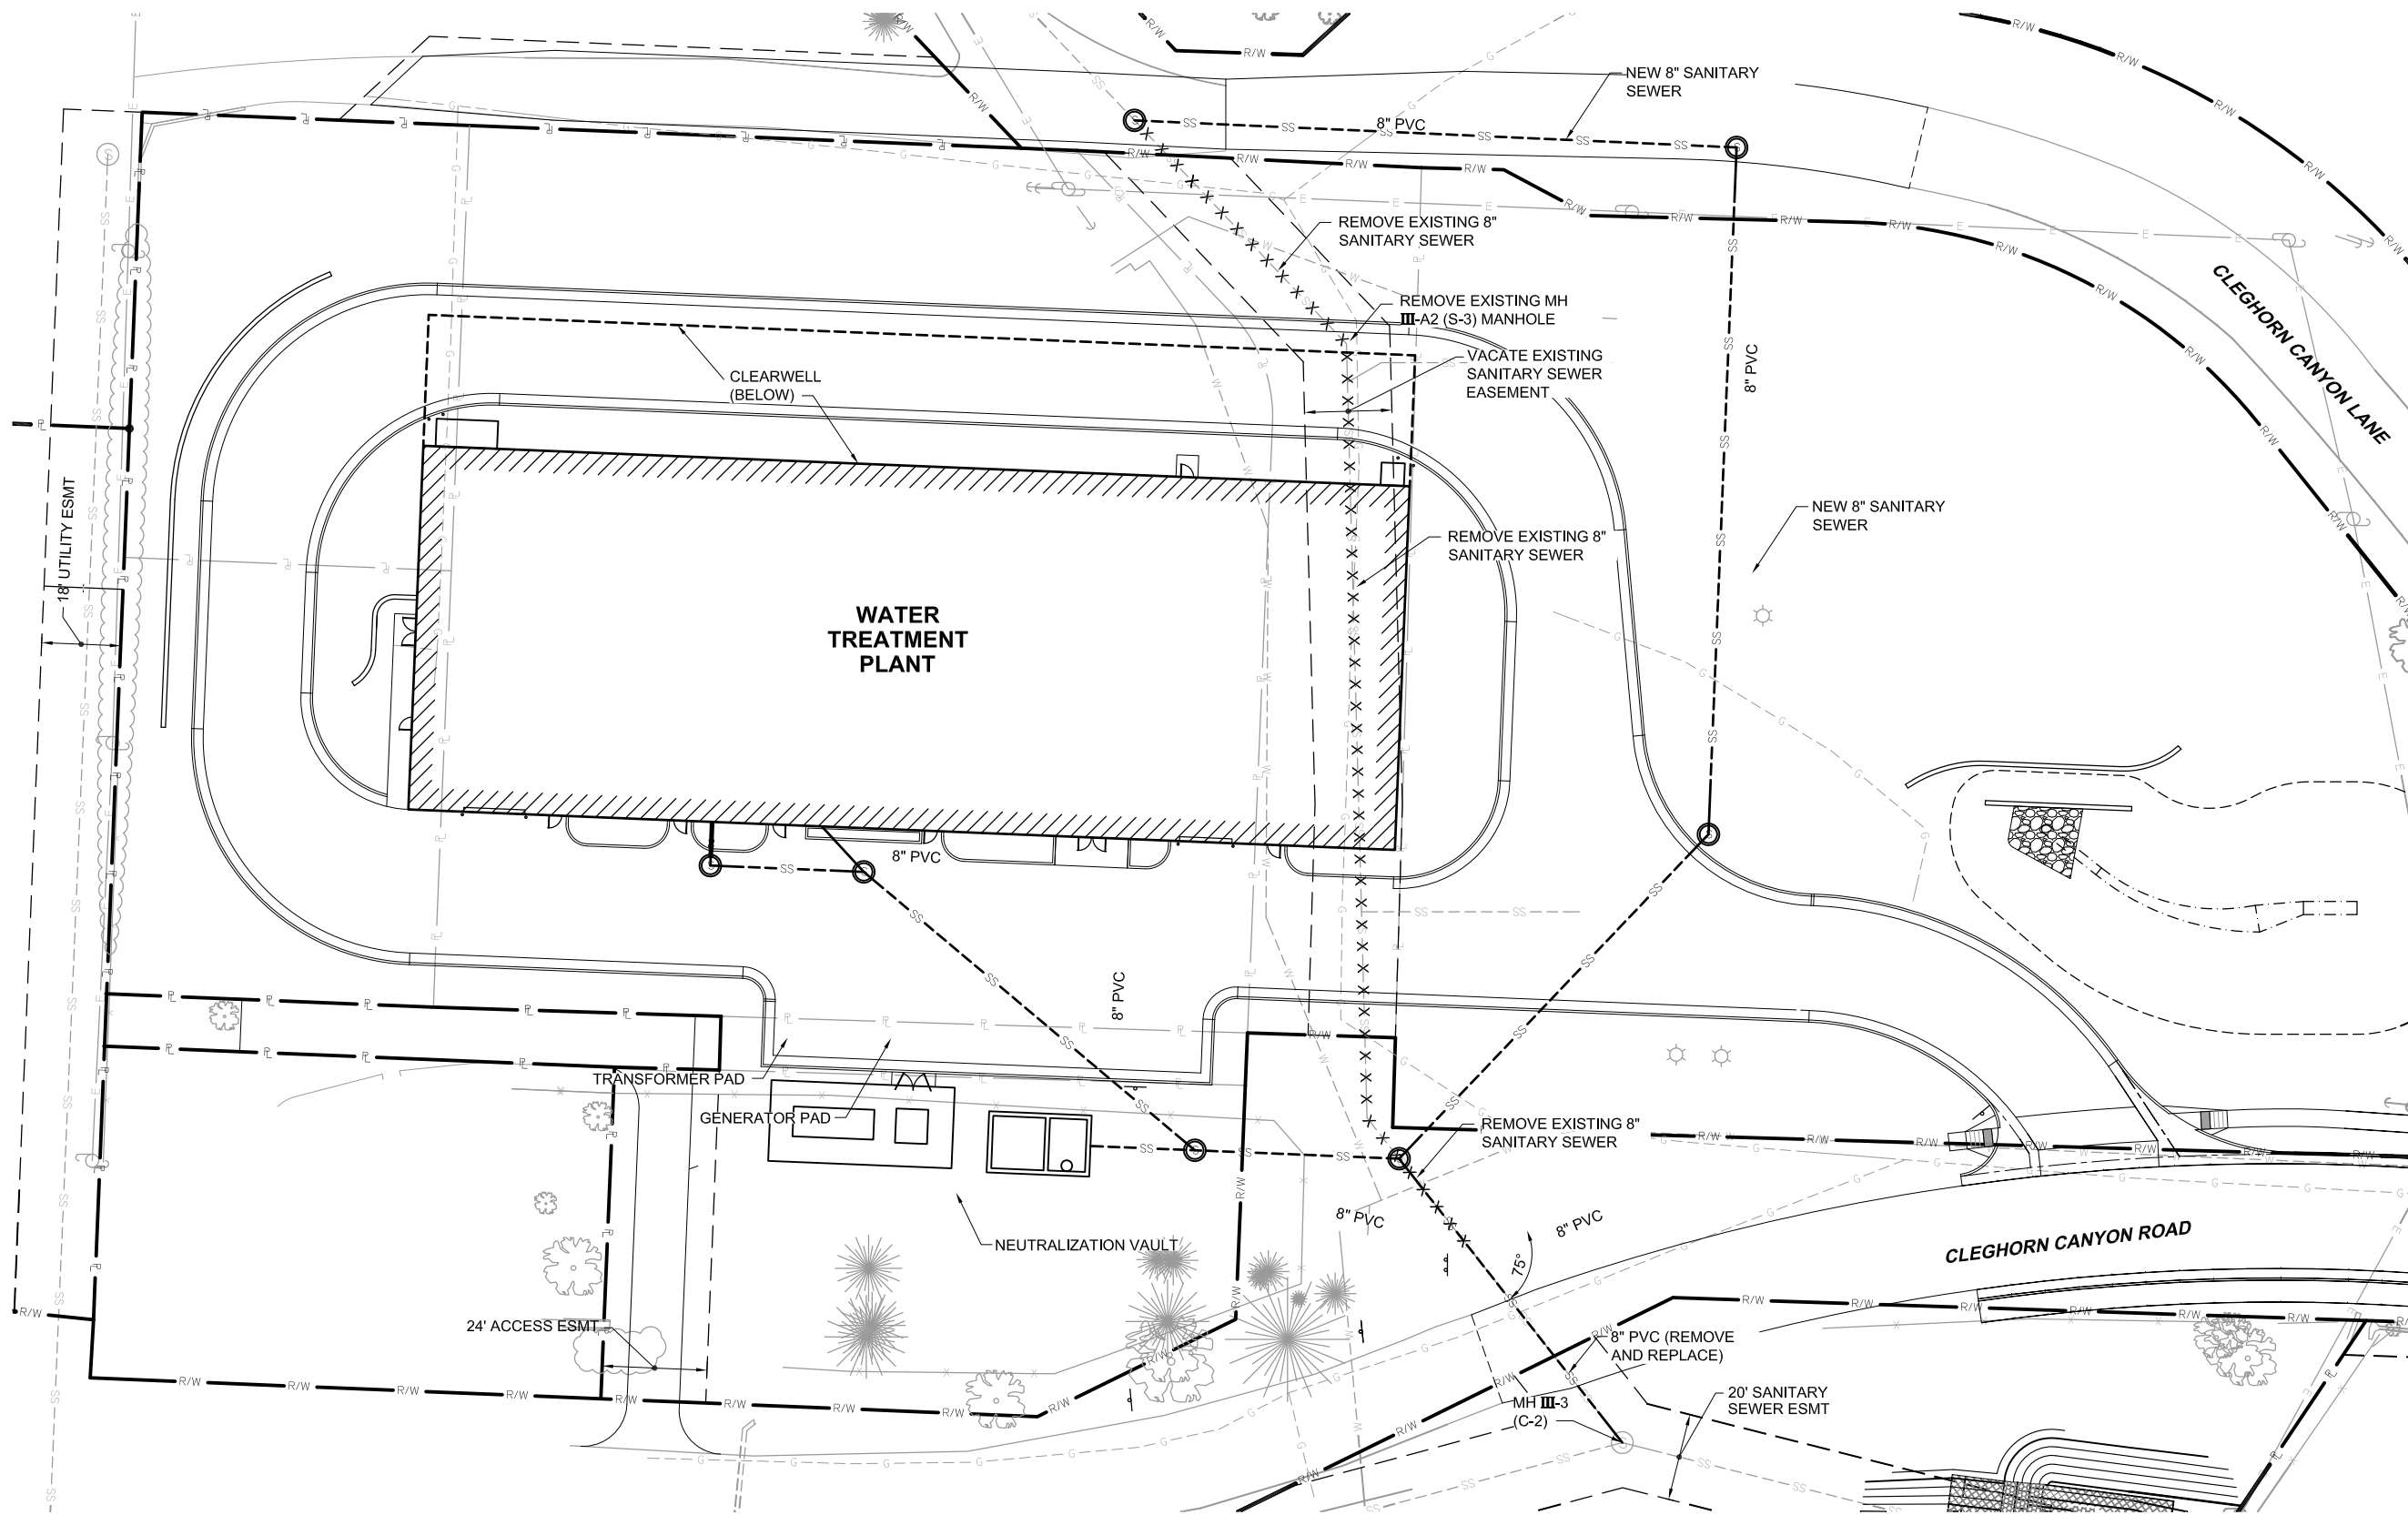 NEW 8" SANITARY
SEWER
8" PVC
REMOVE EXISTING 8"
SANITARY SEWER
REMOVE EXISTING MH
III-A2 (S-3) MANHOLE
VACATE EXISTING
SANITARY SEWER
EASEMENT
8" PVC
CLEGHORN CANYON LANE
CLEARWELL
(BELOW)
18' UTILITY ESMT
NEW 8" SANITARY
SEWER
REMOVE EXISTING 8"
SANITARY SEWER
WATER
TREATMENT
PLANT
8" PVC
8" PVC
TRANSFORMER PAD
GENERATOR PAD
REMOVE EXISTING 8"
SANITARY SEWER
8" PVC
8" PVC
75°
NEUTRALIZATION VAULT
CLEGHORN CANYON ROAD
24' ACCESS ESMT
8" PVC (REMOVE
AND REPLACE)
MH III-3
(C-2)
20' SANITARY
SEWER ESMT